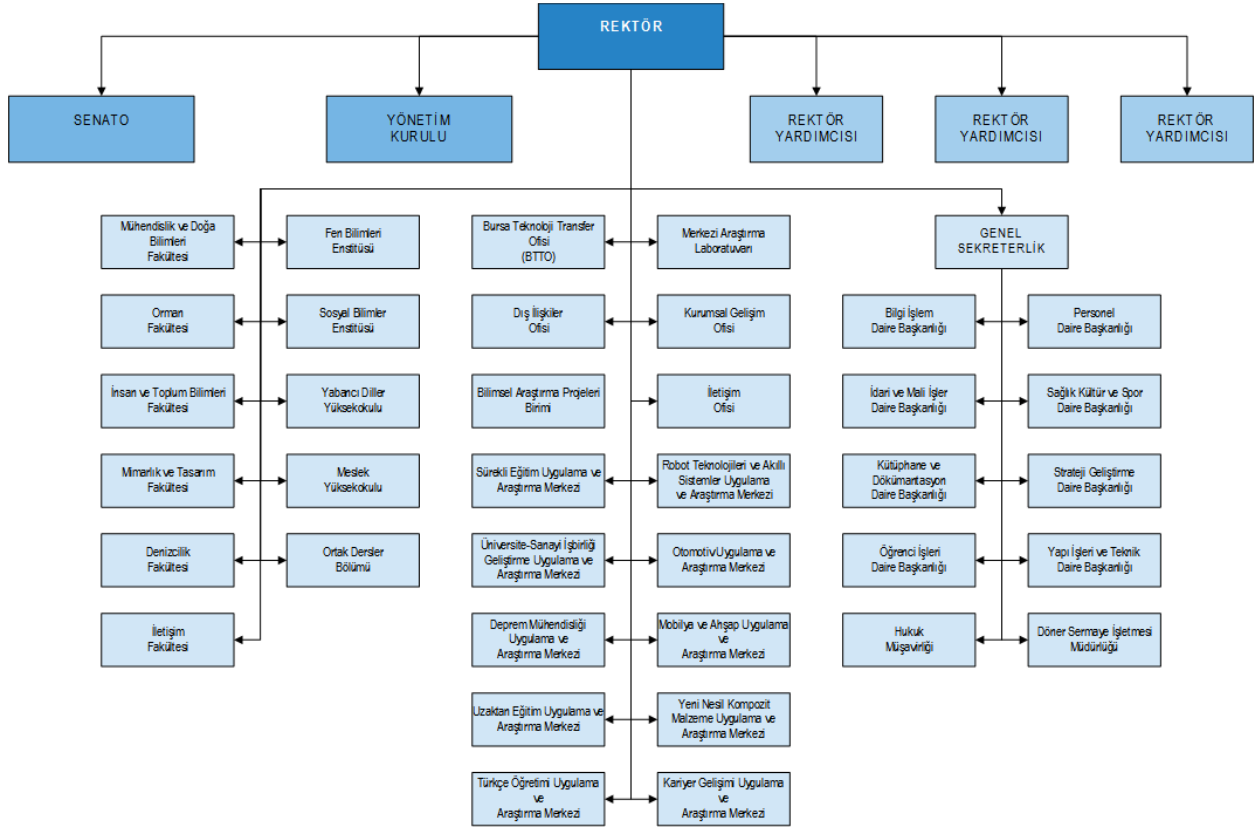 REKTÖR
SENATO
YÖNETİM
KURULU
REKTÖR
YARDIMCISI
REKTÖR
YARDIMCISI
REKTÖR
YARDIMCISI
Mühendislik ve Doğa
Bilimleri
Fakültesi
Fen Bilimleri
Enstitüsü
Orman
Fakültesi
Sosyal Bilimler
Enstitüsü
İnsan ve Toplum Bilimleri
Fakültesi
Yabancı Diller
Yüksekokulu
Mimarlık ve Tasarım
Fakültesi
Meslek
Yüksekokulu
Denizcilik
Fakültesi
Ortak Dersler
Bölümü
İletişim
Fakültesi
Bursa Teknoloji Transfer
Ofisi
(BTTO)
Merkezi Araştırma
Laboratuvarı
Dış İlişkiler
Ofisi
Kurumsal Gelişim
Ofisi
Bilimsel Araştırma Projeleri
Birimi
İletişim
Ofisi
Sürekli Eğitim Uygulama ve
Araştırma Merkezi
Robot Teknolojileri ve Akıllı
Sistemler Uygulama
ve Araştırma Merkezi
Üniversite-Sanayi İşbirliği
Geliştirme Uygulama ve
Araştırma Merkezi
Otomotiv Uygulama ve
Araştırma Merkezi
Deprem Mühendisliği
Uygulama ve
Araştırma Merkezi
Mobilya ve Ahşap Uygulama
ve
Araştırma Merkezi
Uzaktan Eğitim Uygulama ve
Araştırma Merkezi
Yeni Nesil Kompozit
Malzeme Uygulama ve
Araştırma Merkezi
Türkçe Öğretimi Uygulama
ve
Araştırma Merkezi
Kariyer Gelişimi Uygulama
ve
Araştırma Merkezi
GENEL
SEKRETERLİK
Bilgi İşlem
Daire Başkanlığı
Personel
Daire Başkanlığı
İdari ve Mali İşler
Daire Başkanlığı
Sağlık Kültür ve Spor
Daire Başkanlığı
Kütüphane ve
Dökümantasyon
Daire Başkanlığı
Strateji Geliştirme
Daire Başkanlığı
Öğrenci İşleri
Daire Başkanlığı
Yapı İşleri ve Teknik
Daire Başkanlığı
Hukuk
Müşavirliği
Döner Sermaye İşletmesi
Müdürlüğü